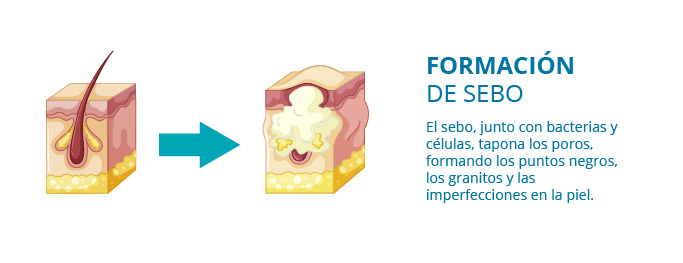 FORMACIÓN
DE SEBO
El sebo, junto con bacterias y
células, tapona los poros,
formando los puntos negros,
los granitos y las
imperfecciones en la piel.